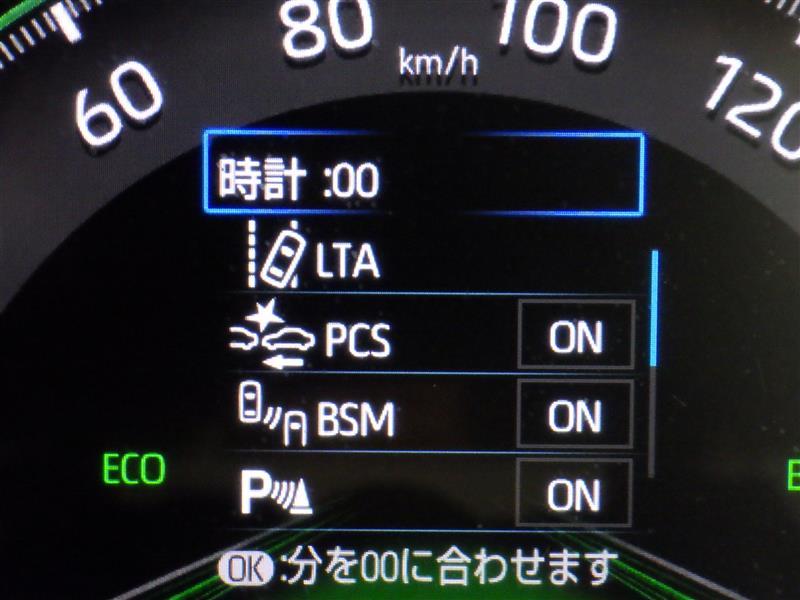 80 100
km/h
60 120
時計 :00
LTA
PCS ON
BSM ON
ECO
P ON
OK :分を00に合わせます